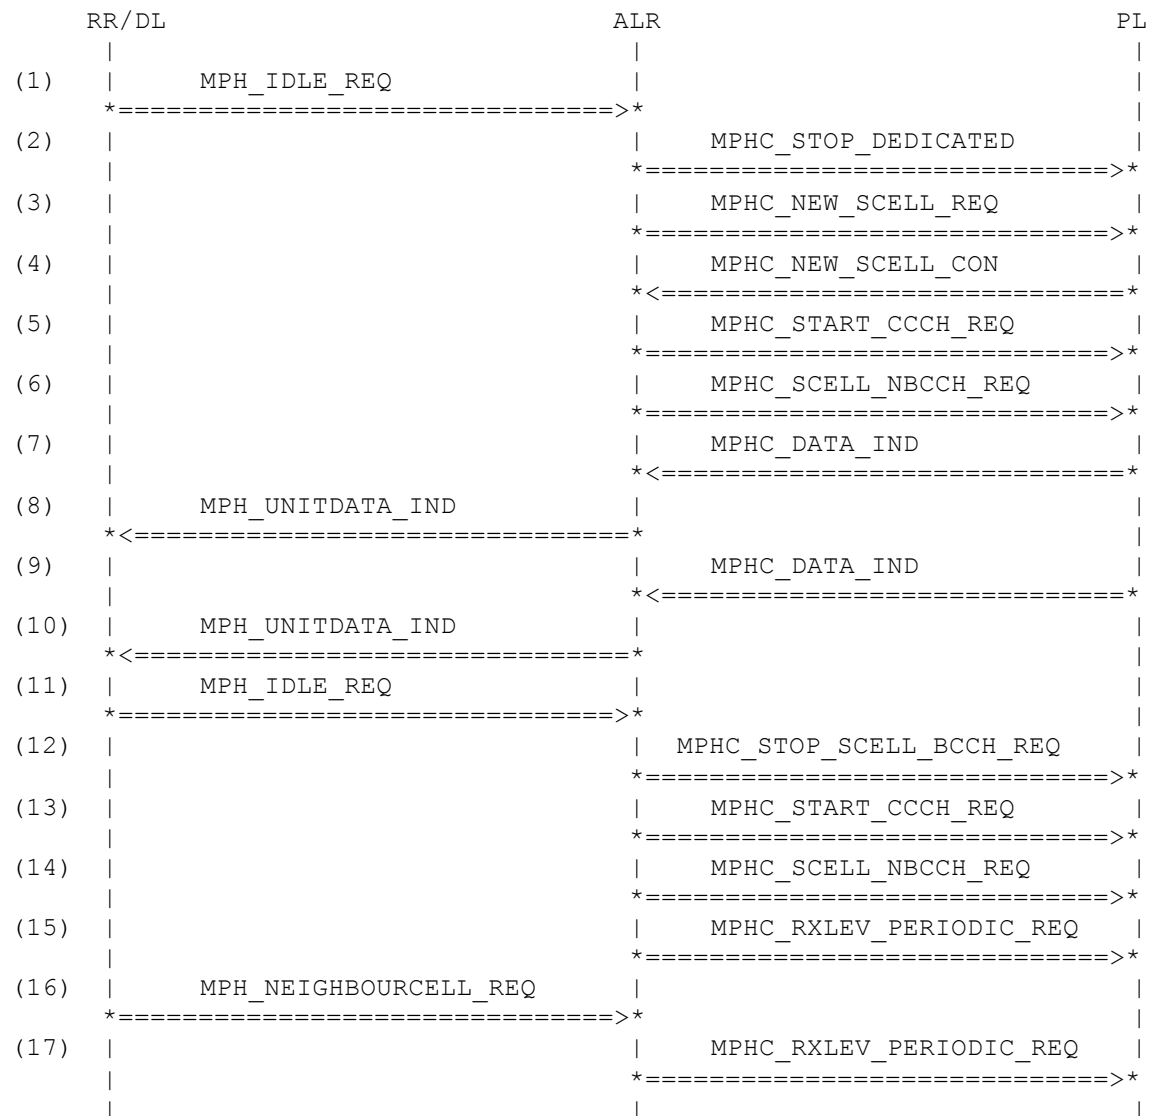 RR/DL                            ALR                             PL
       |                                |                               |
(1)    |     MPH_IDLE_REQ               |                               |
       *===============================>*                               |
(2)    |                                |    MPHC_STOP_DEDICATED        |
       |                                *=============================>*
(3)    |                                |    MPHC_NEW_SCELL_REQ         |
       |                                *=============================>*
(4)    |                                |    MPHC_NEW_SCELL_CON         |
       |                                *<=============================*
(5)    |                                |    MPHC_START_CCCH_REQ        |
       |                                *=============================>*
(6)    |                                |    MPHC_SCELL_NBCCH_REQ       |
       |                                *=============================>*
(7)    |                                |    MPHC_DATA_IND              |
       |                                *<=============================*
(8)    |     MPH_UNITDATA_IND           |                               |
       *<===============================*                               |
(9)    |                                |    MPHC_DATA_IND              |
       |                                *<=============================*
(10)   |     MPH_UNITDATA_IND           |                               |
       *<===============================*                               |
(11)   |     MPH_IDLE_REQ               |                               |
       *===============================>*                               |
(12)   |                                |  MPHC_STOP_SCELL_BCCH_REQ     |
       |                                *=============================>*
(13)   |                                |    MPHC_START_CCCH_REQ        |
       |                                *=============================>*
(14)   |                                |    MPHC_SCELL_NBCCH_REQ       |
       |                                *=============================>*
(15)   |                                |    MPHC_RXLEV_PERIODIC_REQ    |
       |                                *=============================>*
(16)   |     MPH_NEIGHBOURCELL_REQ      |                               |
       *===============================>*                               |
(17)   |                                |    MPHC_RXLEV_PERIODIC_REQ    |
       |                                *=============================>*
       |                                |                               |